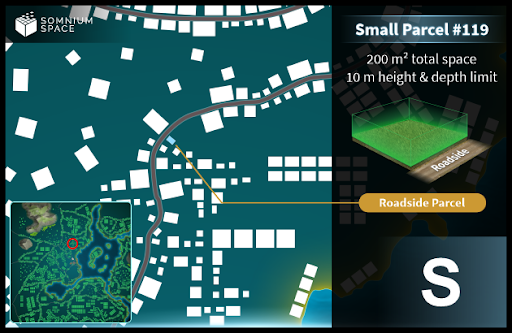 SOMNIUM
SPACE
Small Parcel #119
200 m² total space
10 m height & depth limit
Roadside
Roadside Parcel
S